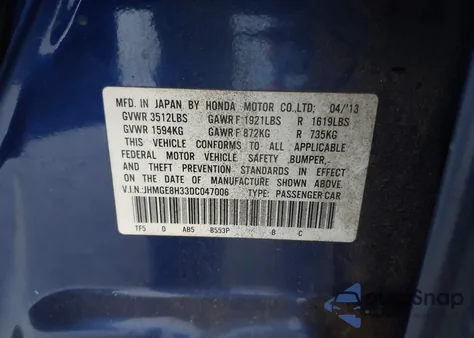 MFD. IN JAPAN BY HONDA MOTOR CO.,LTD; 04/'13
GVWR 3512LBS GAWR F 1921LBS R 1619LBS
GVWR 1594KG GAWR F 872KG R 735KG
THIS VEHICLE CONFORMS TO ALL APPLICABLE
FEDERAL MOTOR VEHICLE SAFETY ,BUMPER,
AND THEFT PREVENTION STANDARDS IN EFFECT
ON THE DATE OF MANUFACTURE SHOWN ABOVE.
V.I.N.:JHMGE8H33DC047006 TYPE: PASSENGER CAR
TF5 D AB5 B553P B C
AutoSnap